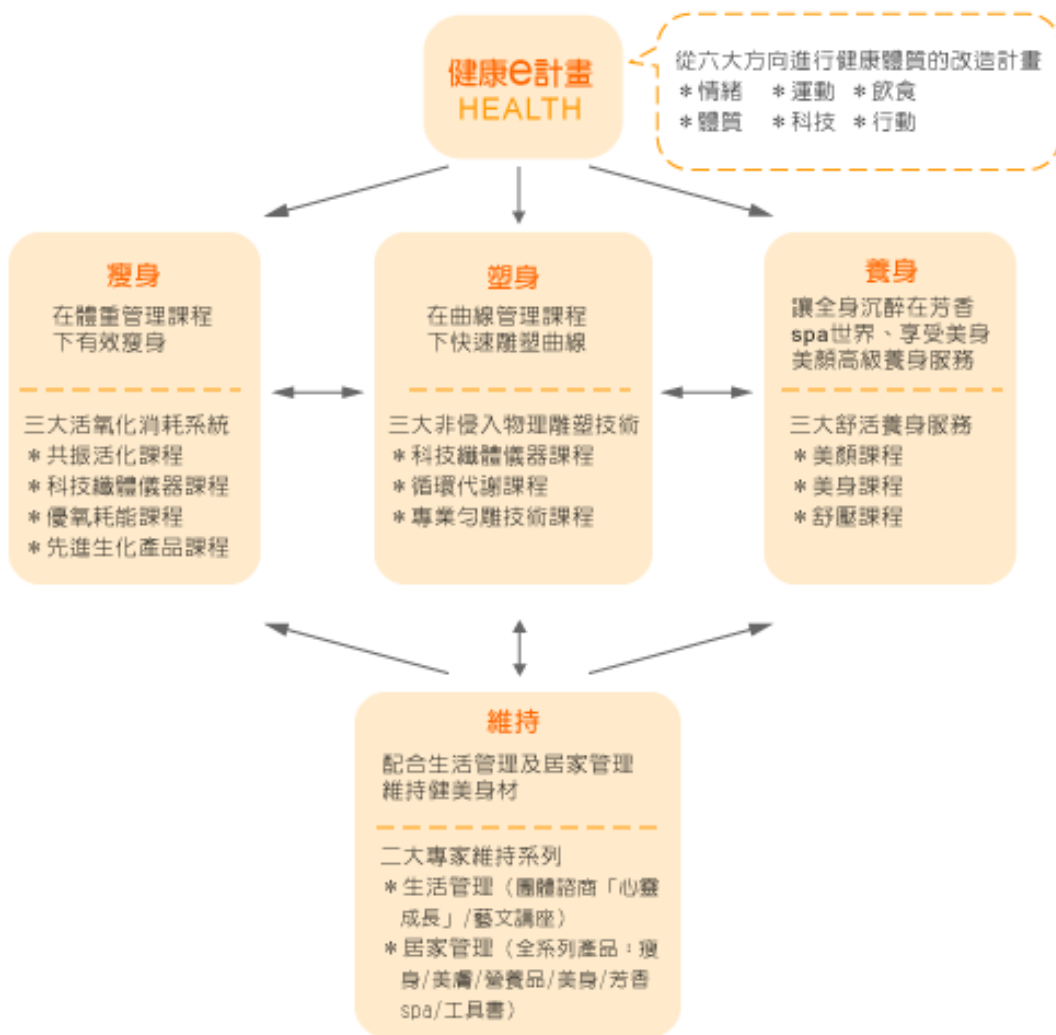 健康e計畫
HEALTH
從六大方向進行健康體質的改造計畫
＊情緒 ＊運動 ＊飲食
＊體質 ＊科技 ＊行動
瘦身
在體重管理課程
下有效瘦身
三大活氧化消耗系統
＊共振活化課程
＊科技纖體儀器課程
＊優氧耗能課程
＊先進生化產品課程
塑身
在曲線管理課程
下快速雕塑曲線
三大非侵入物理雕塑技術
＊科技纖體儀器課程
＊循環代謝課程
＊專業勻雕技術課程
養身
讓全身沉醉在芳香
spa世界、享受美身
美顏高級養身服務
三大舒活養身服務
＊美顏課程
＊美身課程
＊舒壓課程
維持
配合生活管理及居家管理
維持健美身材
二大專家維持系列
＊生活管理（團體諮商「心靈
成長」/藝文講座）
＊居家管理（全系列產品：瘦
身/美膚/營養品/美身/芳香
spa/工具書）